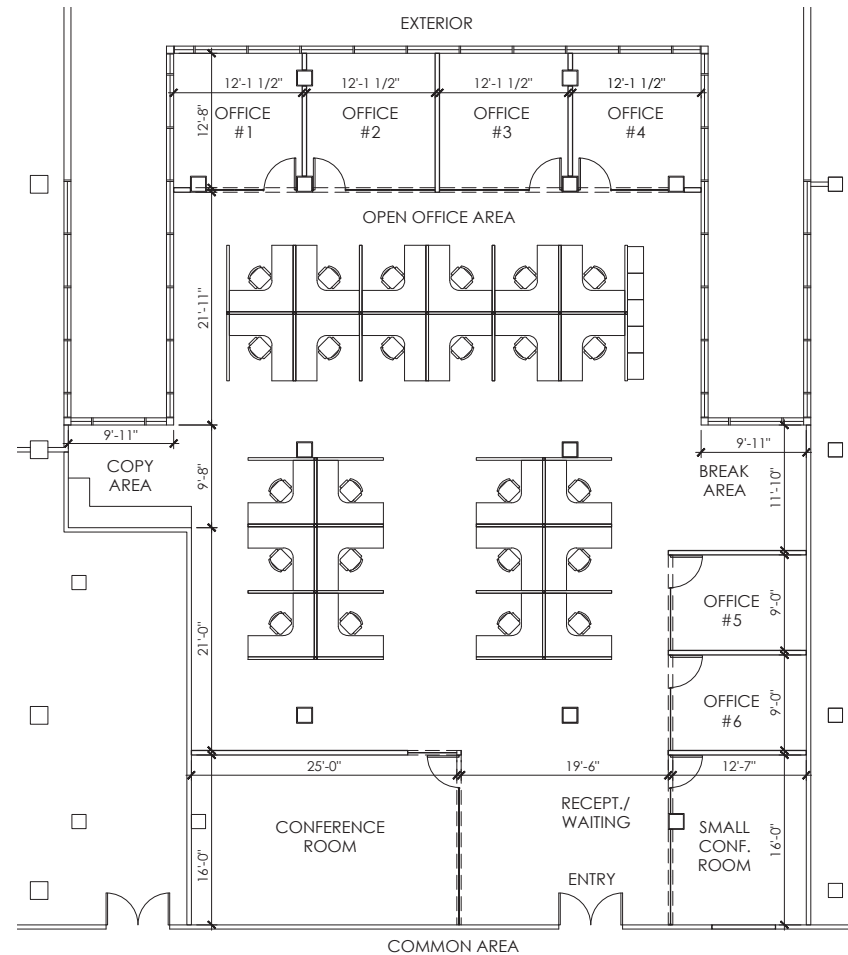 EXTERIOR
12'-1 1/2"
12'-1 1/2"
12'-1 1/2"
12'-1 1/2"
12'-8"
OFFICE
#1
OFFICE
#2
OFFICE
#3
OFFICE
#4
OPEN OFFICE AREA
21'-11"
9'-11"
COPY
AREA
9'-8"
9'-11"
BREAK
AREA
11'-10"
OFFICE
#5
9'-0"
21'-0"
OFFICE
#6
9'-0"
25'-0"
19'-6"
12'-7"
CONFERENCE
ROOM
16'-0"
RECEPT./
WAITING
SMALL
CONF.
ROOM
16'-0"
ENTRY
COMMON AREA